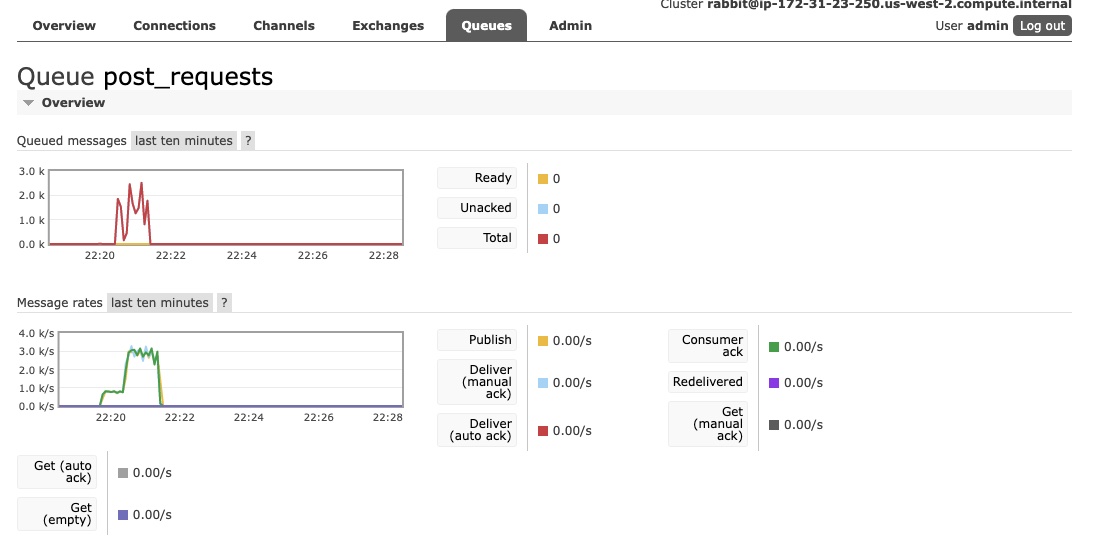 Cluster rabbit@ip-172-31-23-250.us-west-2.compute.internal
Overview Connections Channels Exchanges Queues Admin User admin Log out
Queue post_requests
Overview
Queued messages last ten minutes ?
3.0 k
2.0 k
1.0 k
0.0 k
22:20 22:22 22:24 22:26 22:28
Ready 0
Unacked 0
Total 0
Message rates last ten minutes ?
4.0 k/s
3.0 k/s
2.0 k/s
1.0 k/s
0.0 k/s
22:20 22:22 22:24 22:26 22:28
Publish 0.00/s
Deliver
(manual 0.00/s
ack)
Deliver
(auto ack) 0.00/s
Consumer
ack 0.00/s
Redelivered 0.00/s
Get
(manual 0.00/s
ack)
Get (auto
ack) 0.00/s
Get
(empty) 0.00/s